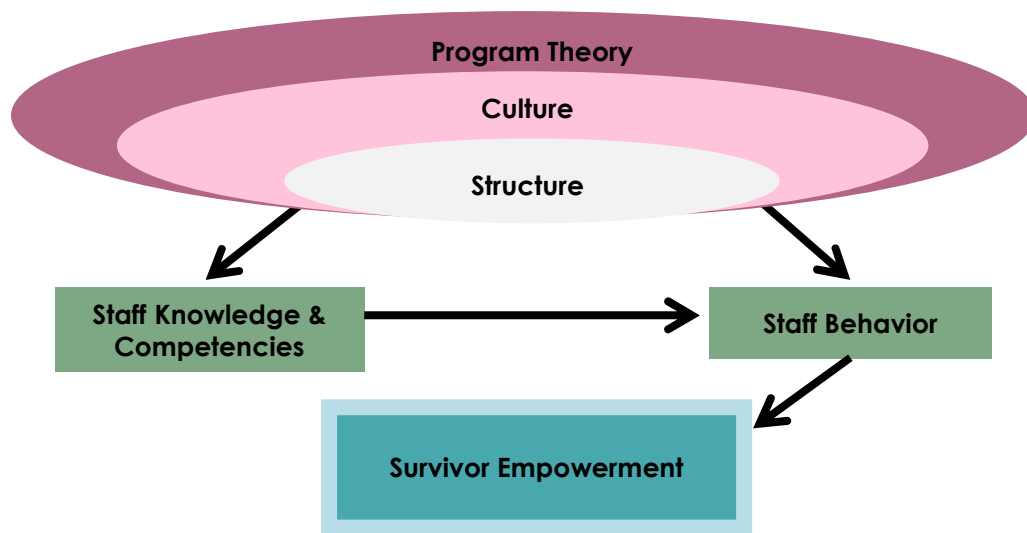 Program Theory
Culture
Structure
Staff Knowledge &
Competencies
Staff Behavior
Survivor Empowerment